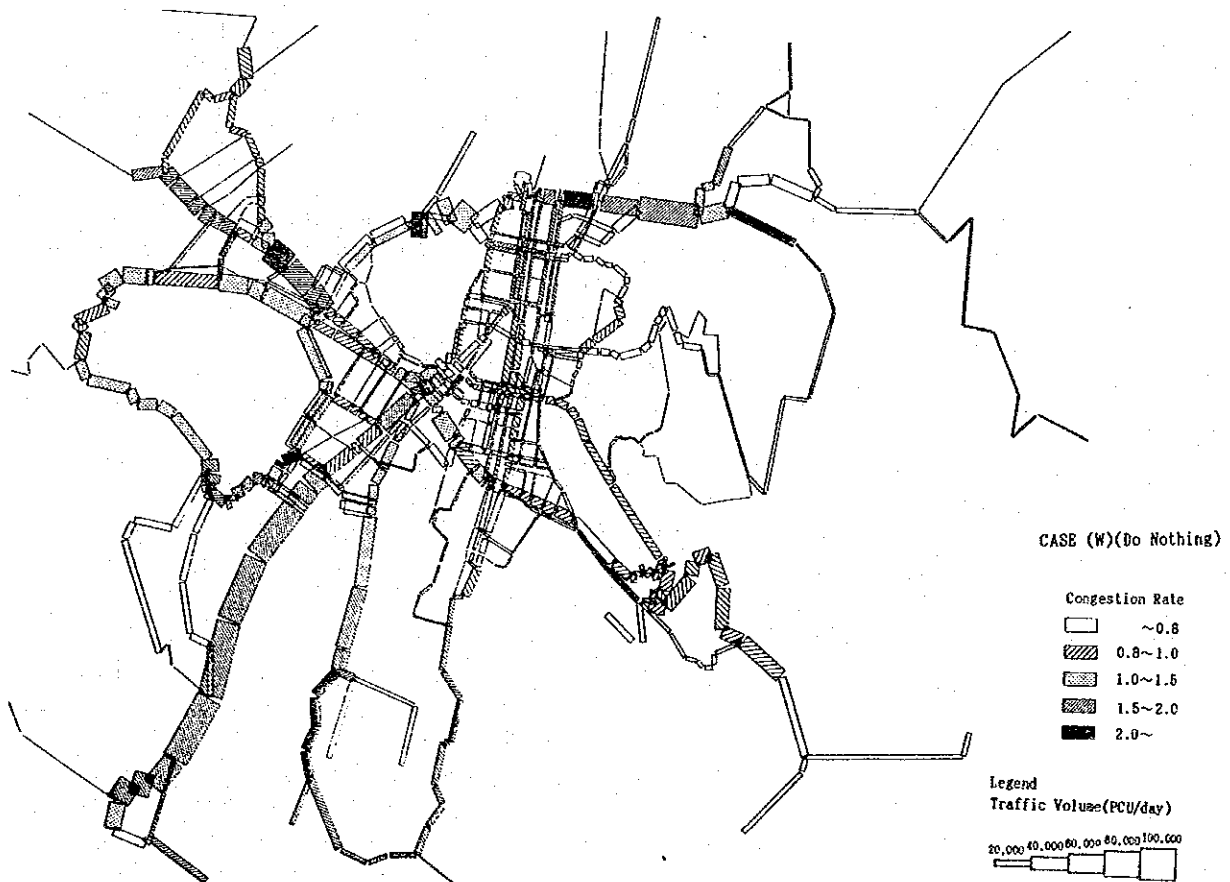 CASE (W)(Do Nothing)
Congestion Rate
~0.8
0.8~1.0
1.0~1.5
1.5~2.0
2.0~
Legend
Traffic Volume(PCU/day)
20,000 40,000 60,000 80,000 100,000